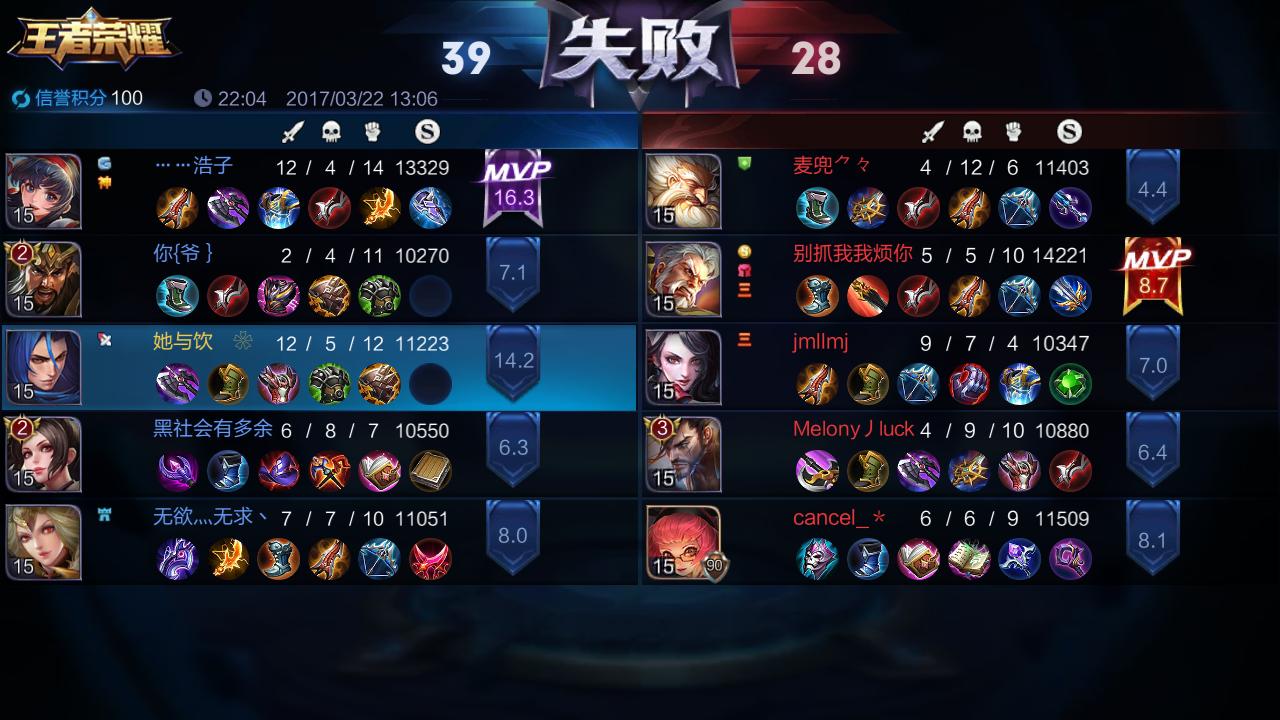 王者荣耀
39 失败 28
信誉积分 100 22:04 2017/03/22 13:06
S S
15 神 ……浩子 12 / 4 / 14 13329 MVP 16.3
15 麦兜 々 4 / 12 / 6 11403 4.4
2 15 你{爷} 2 / 4 / 11 10270 7.1
15 S 三 别抓我我烦你 5 / 5 / 10 14221 MVP 8.7
15 她与饮 12 / 5 / 12 11223 14.2
15 三 jmllmj 9 / 7 / 4 10347 7.0
2 15 黑社会有多余 6 / 8 / 7 10550 6.3
3 15 Melony丿luck 4 / 9 / 10 10880 6.4
15 无欲灬无求丶 7 / 7 / 10 11051 8.0
15 90 cancel_* 6 / 6 / 9 11509 8.1